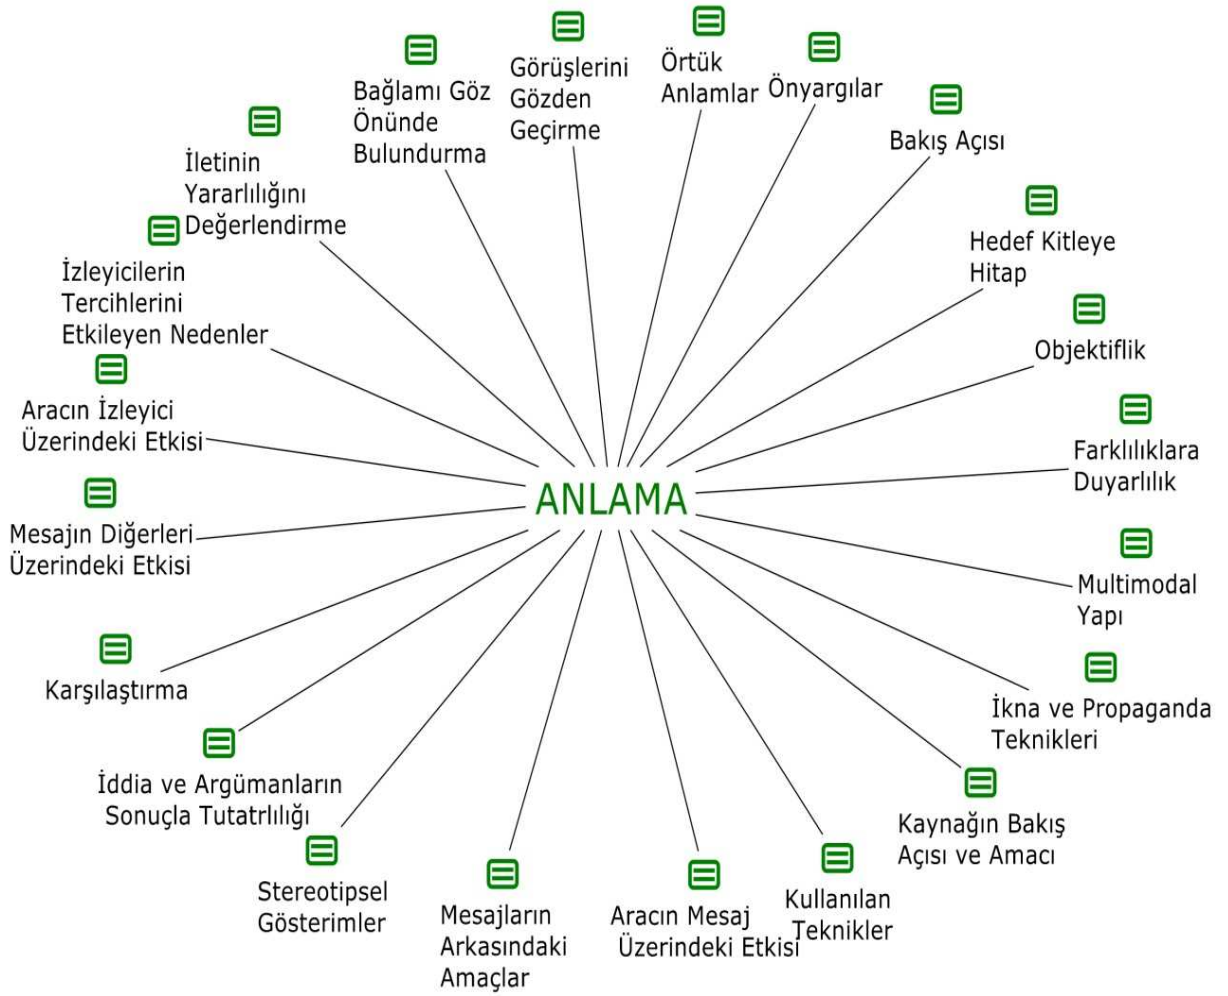 Bağlamı Göz
Önünde
Bulundurma
Görüşlerini
Gözden
Geçirme
Örtük
Anlamlar
Önyargılar
Bakış Açısı
Hedef Kitleye
Hitap
Objektiflik
Farklılıklara
Duyarlılık
Multimodal
Yapı
İkna ve Propaganda
Teknikleri
Kaynağın Bakış
Açısı ve Amacı
Kullanılan
Teknikler
Aracın Mesaj
Üzerindeki Etkisi
Mesajların
Arkasındaki
Amaçlar
Stereotipsel
Gösterimler
İddia ve Argümanların
Sonuçla Tutatrlılığı
Karşılaştırma
Mesajın Diğerleri
Üzerindeki Etkisi
Aracın İzleyici
Üzerindeki Etkisi
İzleyicilerin
Tercihlerini
Etkileyen Nedenler
İletinin
Yararlılığını
Değerlendirme
ANLAMA